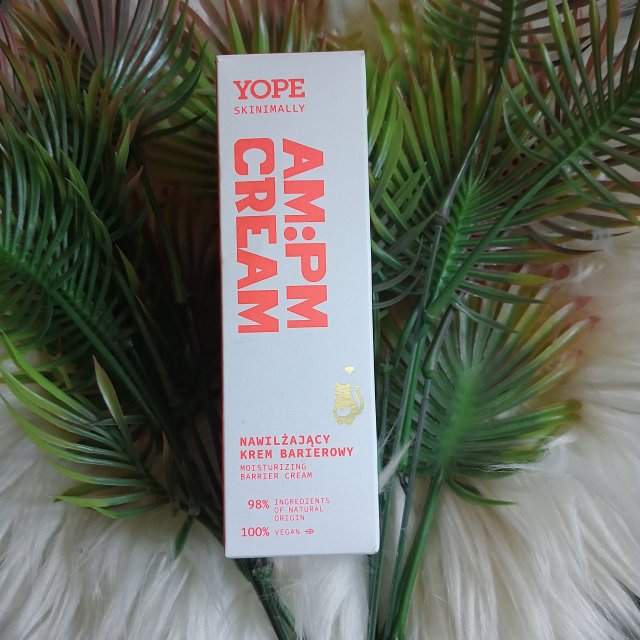 YOPE
SKINIMALLY
AM:PM
CREAM
NAWILŻAJĄCY
KREM BARIEROWY
MOISTURIZING
BARRIER CREAM
98% INGREDIENTS
OF NATURAL
ORIGIN
100% VEGAN